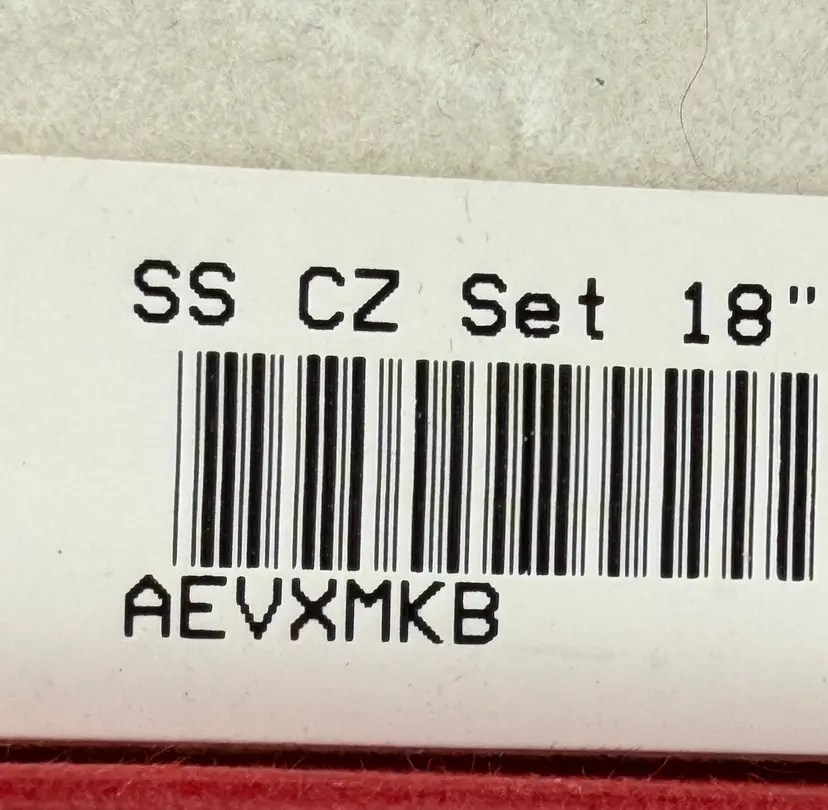 SS CZ Set 18"
AEVXMKB